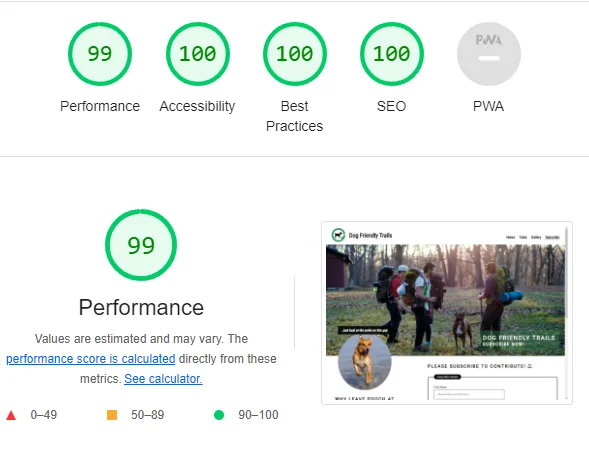 99
100
100
100
PWA
Performance
Accessibility
Best
Practices
SEO
PWA
99
Performance
Values are estimated and may vary. The
performance score is calculated directly from these
metrics. See calculator.
0–49
50–89
90–100
Dog Friendly Trails
Home Trails Gallery Subscribe
Just look at the smile on this guy!
DOG FRIENDLY TRAILS
SUBSCRIBE NOW!
PLEASE SUBSCRIBE TO CONTRIBUTE!
WHY LEAVE POOCH AT